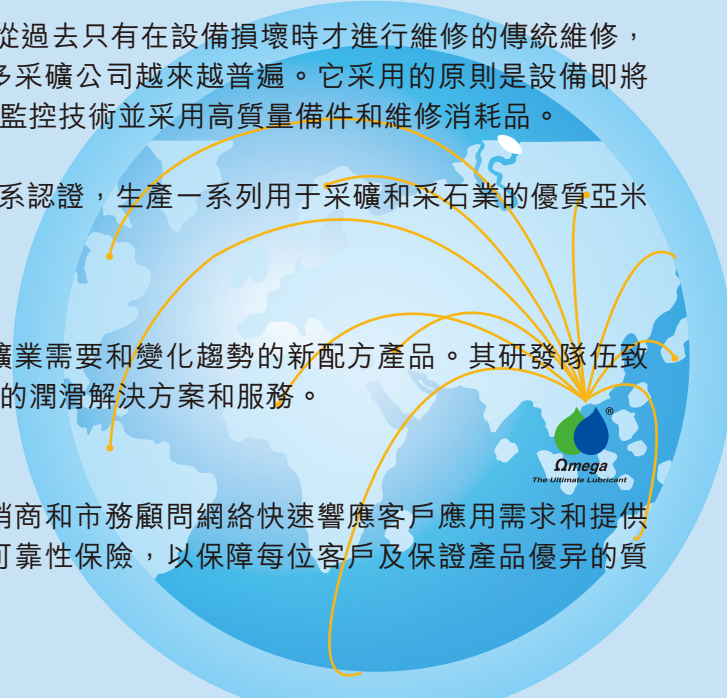 從過去只有在設備損壞時才進行維修的傳統維修，
多采礦公司越來越普遍。它采用的原則是設備即將
監控技術並采用高質量備件和維修消耗品。
系認證，生產一系列用于采礦和采石業的優質亞米
礦業需要和變化趨勢的新配方產品。其研發隊伍致
的潤滑解決方案和服務。
®
Ωmega
The Ultimate Lubricant
銷商和市務顧問網絡快速響應客戶應用需求和提供
可靠性保險，以保障每位客戶及保證產品優异的質